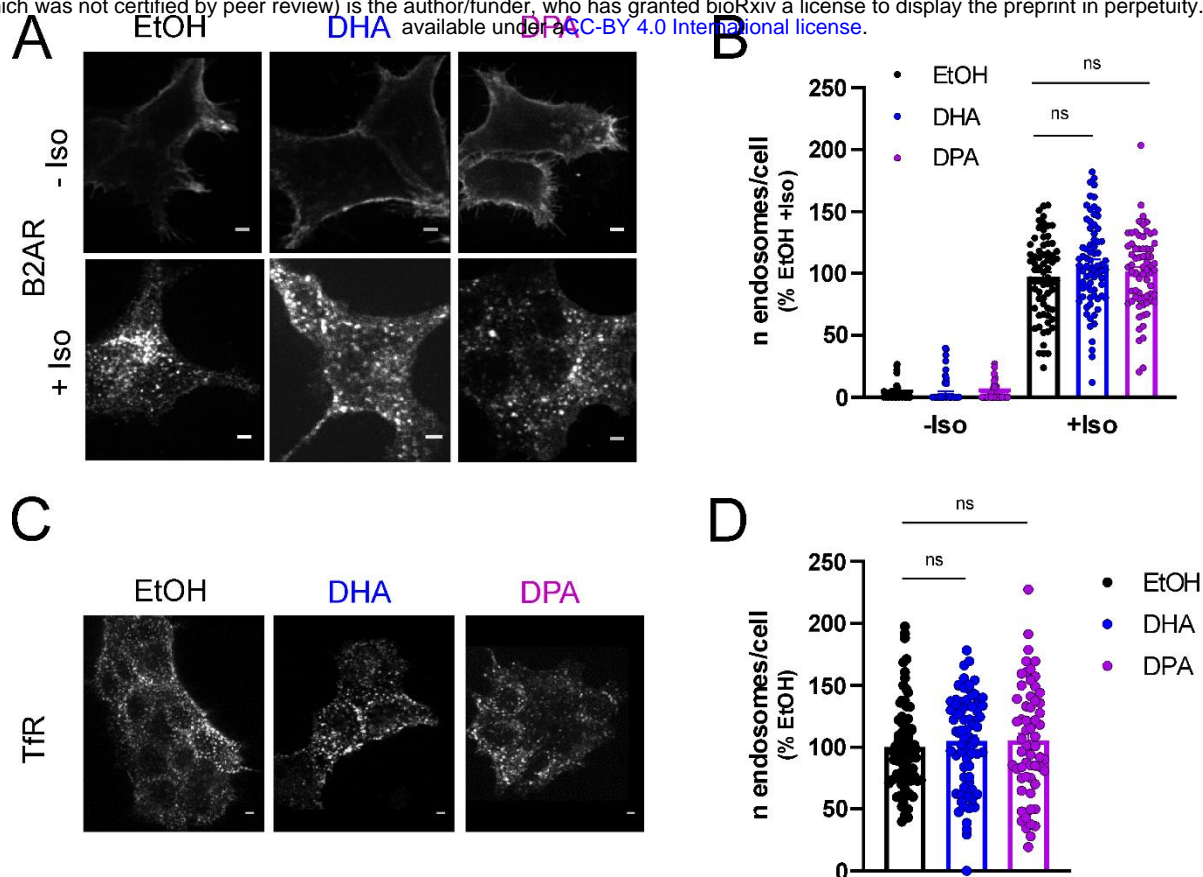 which was not certified by peer review) is the author/funder, who has granted bioRxiv a license to display the preprint in perpetuity.
available under aCC-BY 4.0 International license.
A
EtOH DHA DPA
- Iso
B2AR
+ Iso
B
EtOH
DHA
DPA
ns
ns
n endosomes/cell
(% EtOH +Iso)
250
200
150
100
50
0
-Iso +Iso
C
EtOH DHA DPA
TfR
D
ns
ns
EtOH
DHA
DPA
n endosomes/cell
(% EtOH)
250
200
150
100
50
0